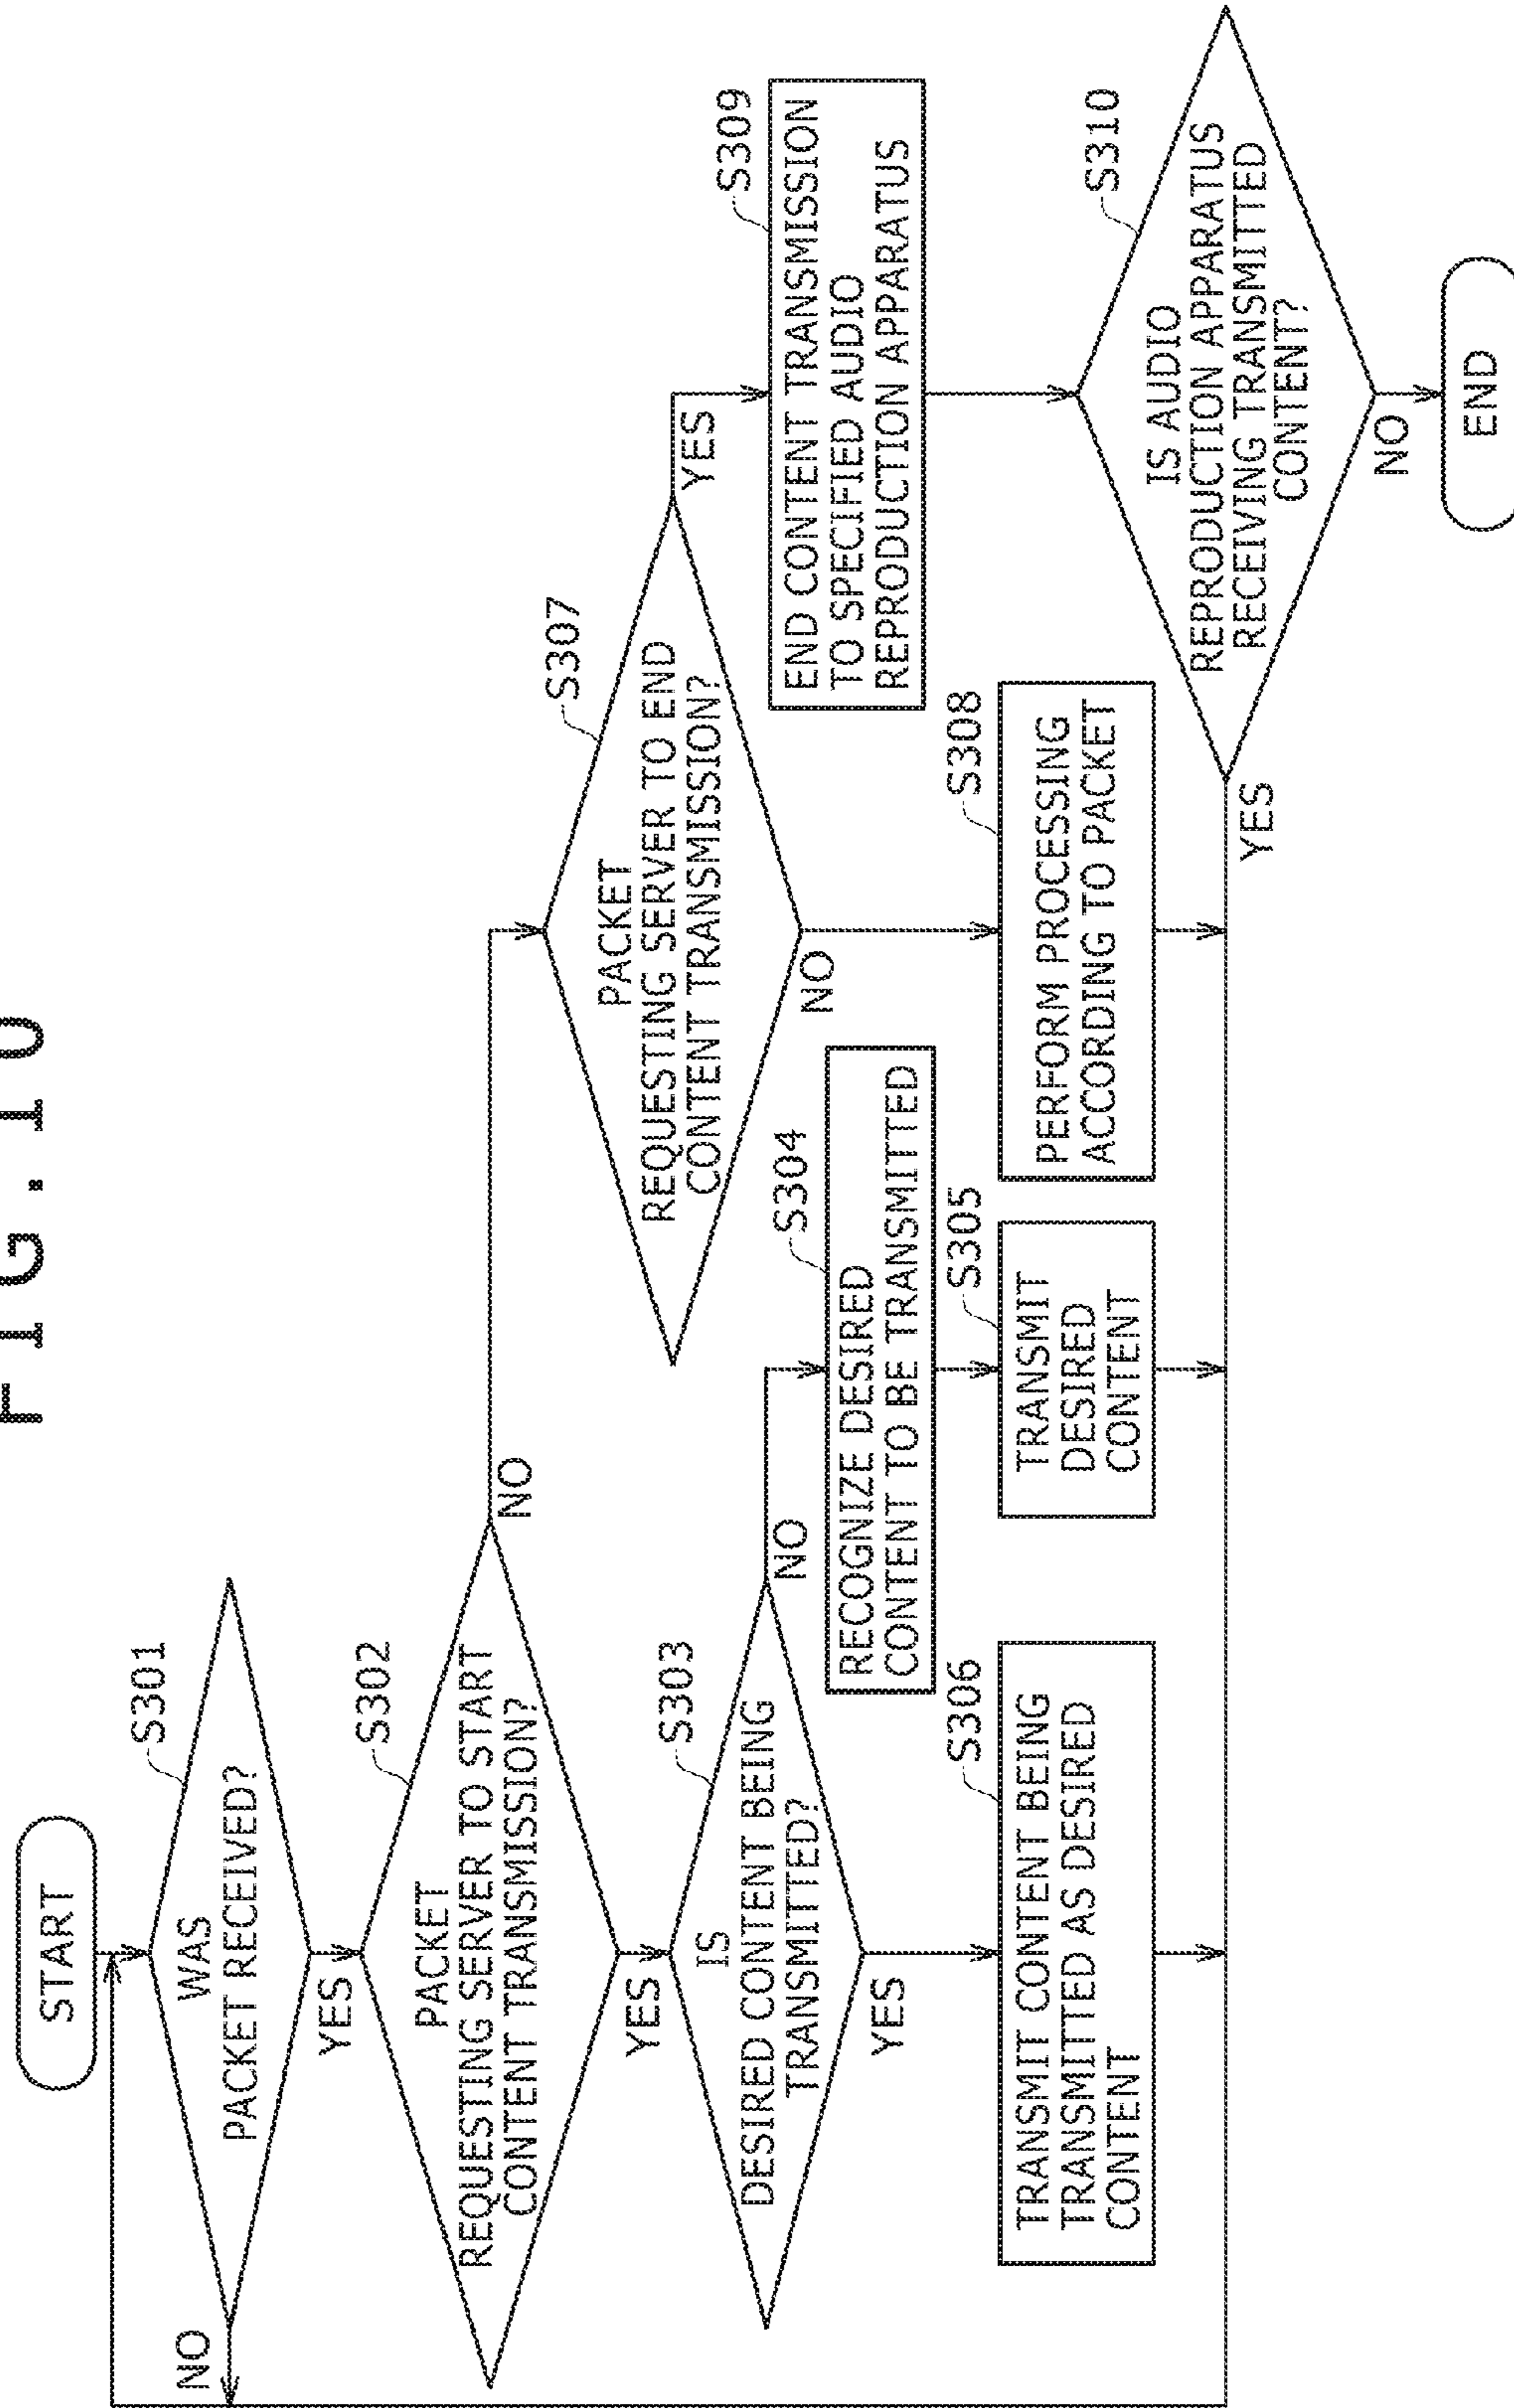 FIG. 10
START
S301
WAS
PACKET RECEIVED?
NO
YES
S302
PACKET
REQUESTING SERVER TO START
CONTENT TRANSMISSION?
NO
YES
S303
IS
DESIRED CONTENT BEING
TRANSMITTED?
NO
YES
S304
RECOGNIZE DESIRED
CONTENT TO BE TRANSMITTED
S305
TRANSMIT
DESIRED
CONTENT
S306
TRANSMIT CONTENT BEING
TRANSMITTED AS DESIRED
CONTENT
S307
PACKET
REQUESTING SERVER TO END
CONTENT TRANSMISSION?
YES
NO
S308
PERFORM PROCESSING
ACCORDING TO PACKET
S309
END CONTENT TRANSMISSION
TO SPECIFIED AUDIO
REPRODUCTION APPARATUS
S310
IS AUDIO
REPRODUCTION APPARATUS
RECEIVING TRANSMITTED
CONTENT?
YES
NO
END